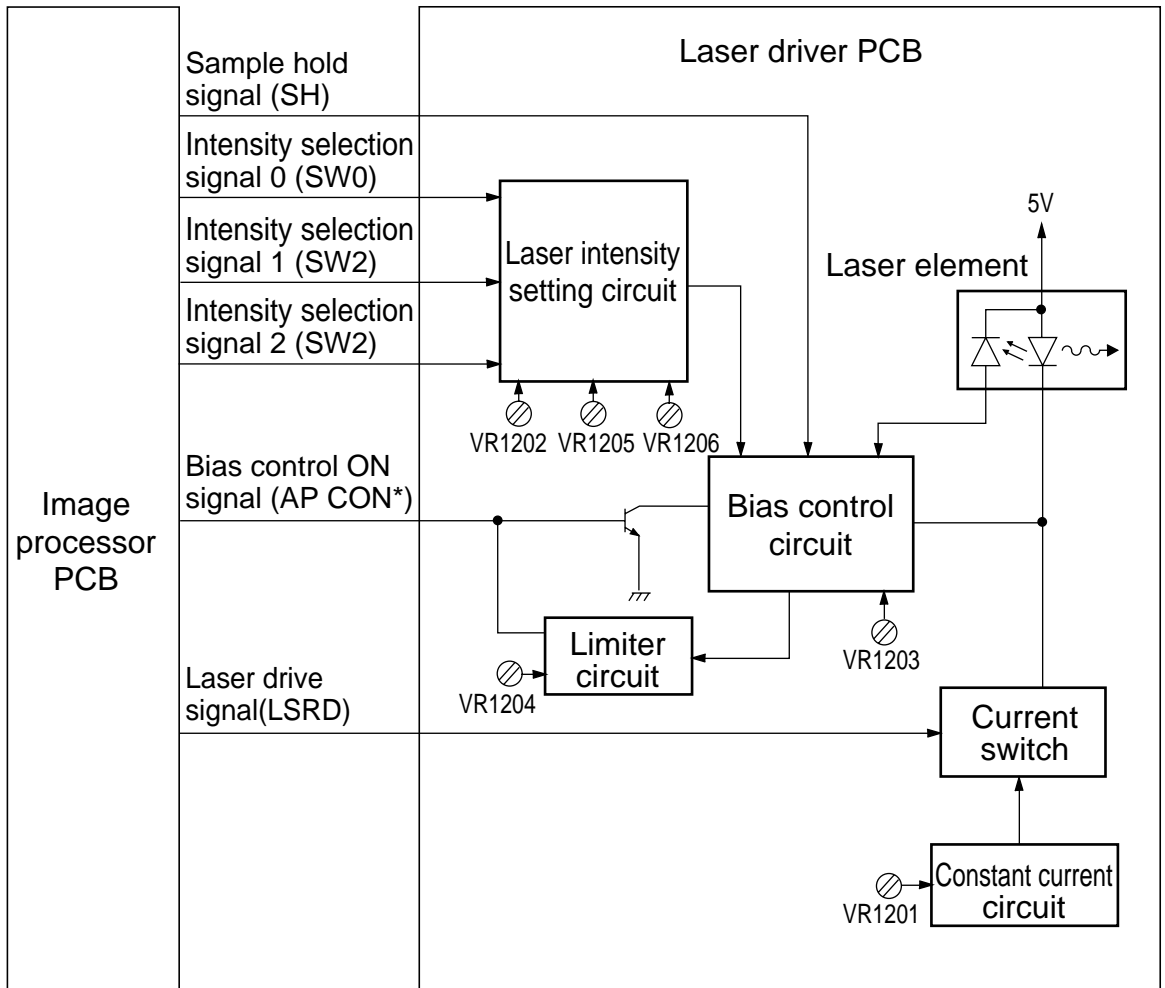 Laser driver PCB
Sample hold
signal (SH)
Intensity selection
signal 0 (SW0)
Intensity selection
signal 1 (SW2)
Intensity selection
signal 2 (SW2)
Laser intensity
setting circuit
5V
Laser element
VR1202
VR1205
VR1206
Bias control ON
signal (AP CON*)
Image
processor
PCB
Bias control
circuit
Limiter
circuit
VR1203
VR1204
Laser drive
signal(LSRD)
Current
switch
Constant current
circuit
VR1201